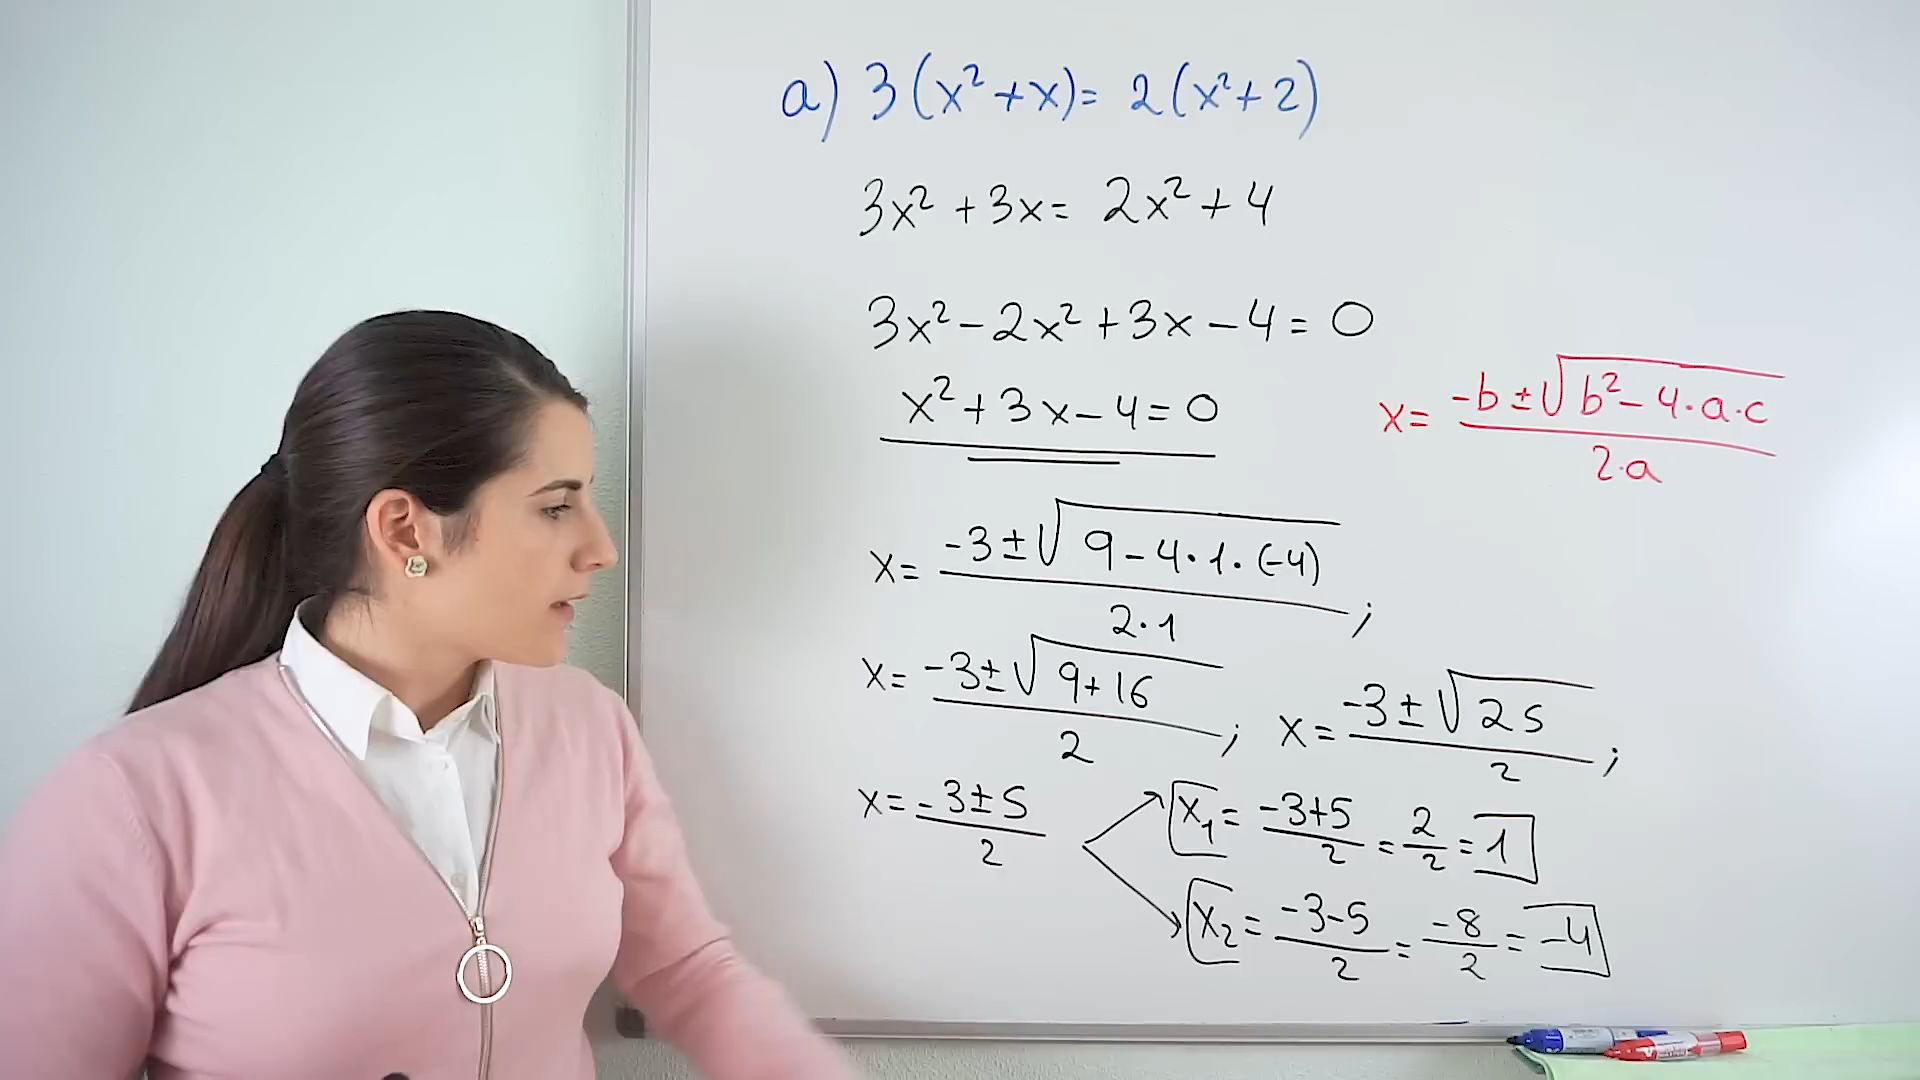 a) 3(x²+x)= 2(x²+2)
3x²+3x= 2x²+4
3x²-2x²+3x-4=0
x²+3x-4=0
x= -b±√b²-4·a·c / 2·a
x= -3±√9-4·1·(-4) / 2·1 ;
x= -3±√9+16 / 2 ; x= -3±√25 / 2 ;
x= -3±5 / 2
x₁= -3+5 / 2 = 2/2 = 1
x₂= -3-5 / 2 = -8/2 = -4